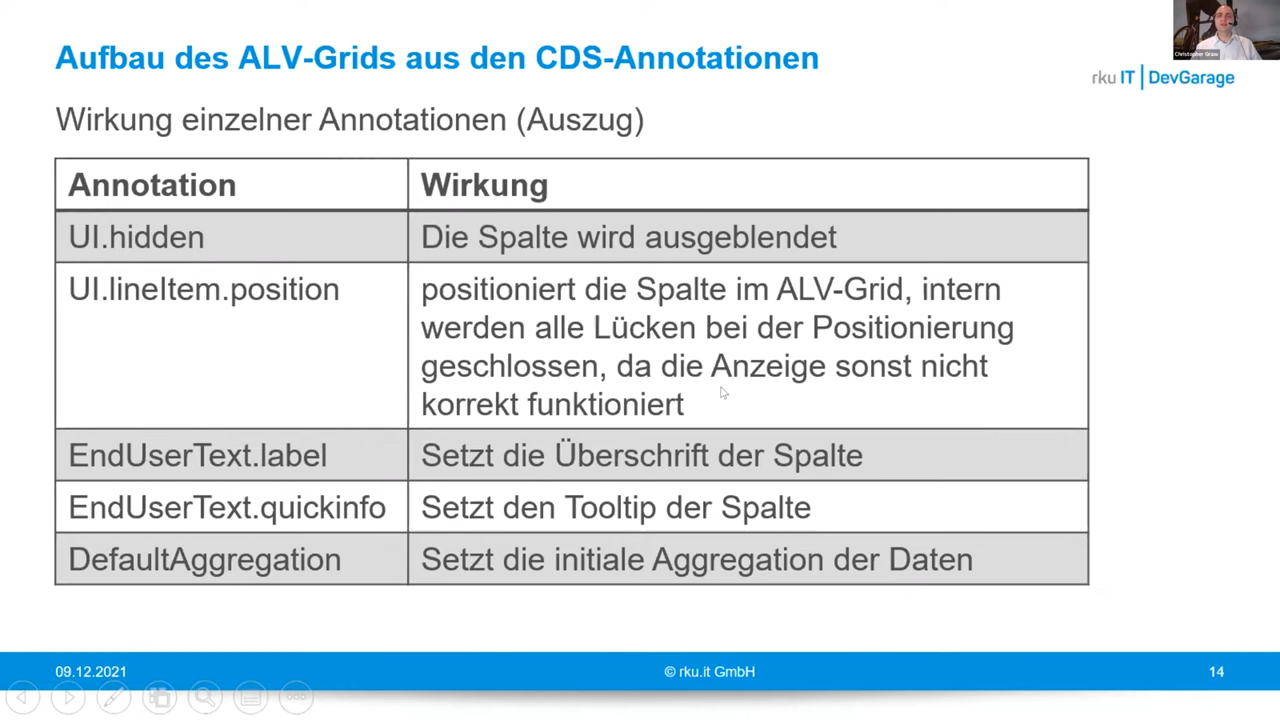 Aufbau des ALV-Grids aus den CDS-Annotationen
Christopher Graw
rku IT | DevGarage
Wirkung einzelner Annotationen (Auszug)
Annotation Wirkung
UI.hidden Die Spalte wird ausgeblendet
UI.lineItem.position positioniert die Spalte im ALV-Grid, intern
werden alle Lücken bei der Positionierung
geschlossen, da die Anzeige sonst nicht
korrekt funktioniert
EndUserText.label Setzt die Überschrift der Spalte
EndUserText.quickinfo Setzt den Tooltip der Spalte
DefaultAggregation Setzt die initiale Aggregation der Daten
09.12.2021 © rku.it GmbH 14